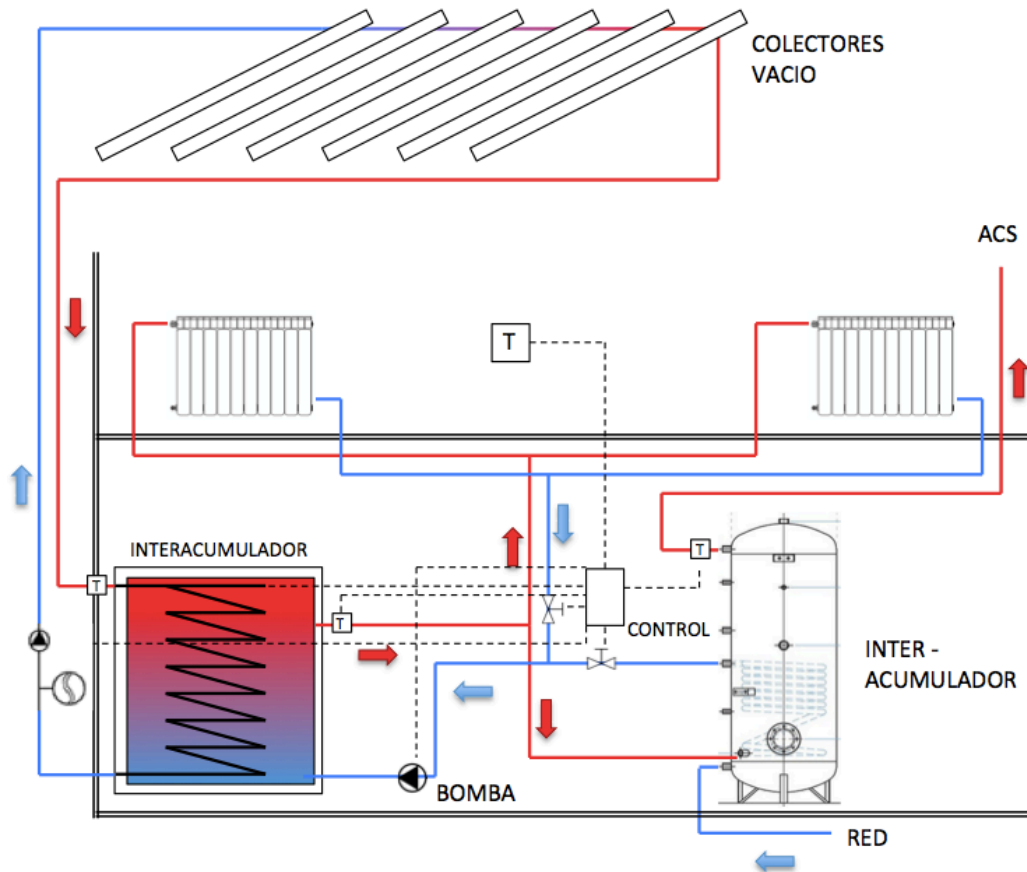 COLECTORES
VACIO
ACS
T
INTERACUMULADOR
T
T
T
CONTROL
INTER -
ACUMULADOR
BOMBA
RED